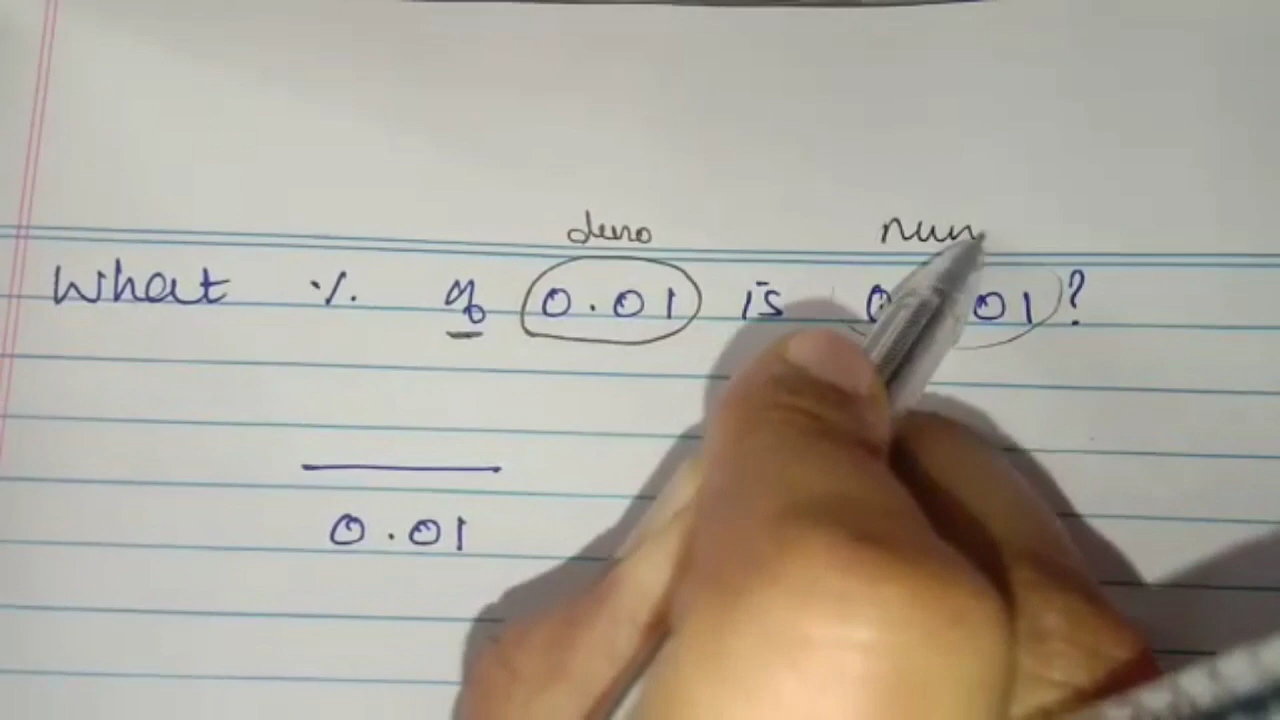 deno num
What % of 0.01 is ?
0.01